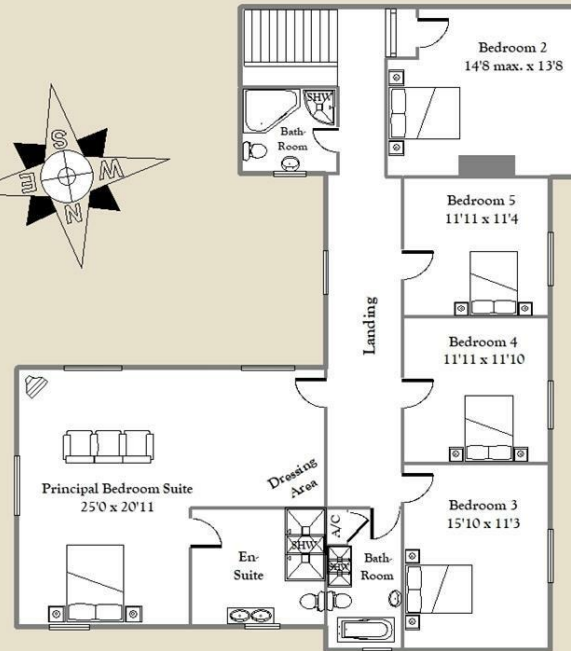 Bedroom 2
14'8 max. x 13'8
SHW
Bath-
Room
S
W
E
N
Bedroom 5
11'11 x 11'4
Landing
Bedroom 4
11'11 x 11'10
Principal Bedroom Suite
25'0 x 20'11
Dressing
Area
En-
Suite
SHW
A/C
SHW
Bath-
Room
Bedroom 3
15'10 x 11'3